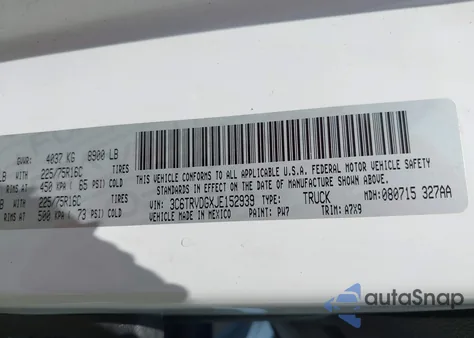 GVWR: 4037 KG 8900 LB
LB WITH 225/75R16C TIRES
RIMS AT 450 KPA ( 65 PSI) COLD
LB WITH 225/75R16C TIRES
RIMS AT 500 KPA ( 73 PSI) COLD
THIS VEHICLE CONFORMS TO ALL APPLICABLE U.S.A. FEDERAL MOTOR VEHICLE SAFETY
STANDARDS IN EFFECT ON THE DATE OF MANUFACTURE SHOWN ABOVE.
VIN: 3C6TRVDGXJE152939 TYPE: TRUCK
VEHICLE MADE IN MEXICO PAINT: PW7 TRIM: A7X9 MDH:080715 327AA
autoSnap